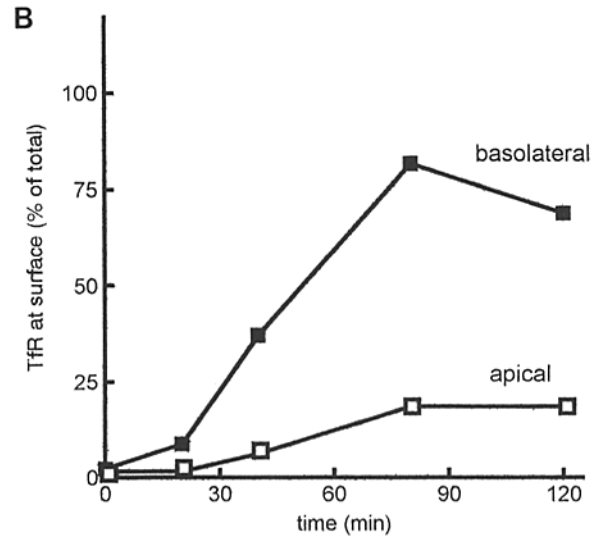 B
TfR at surface (% of total)
100
75
50
25
0
basolateral
apical
0 30 60 90 120
time (min)